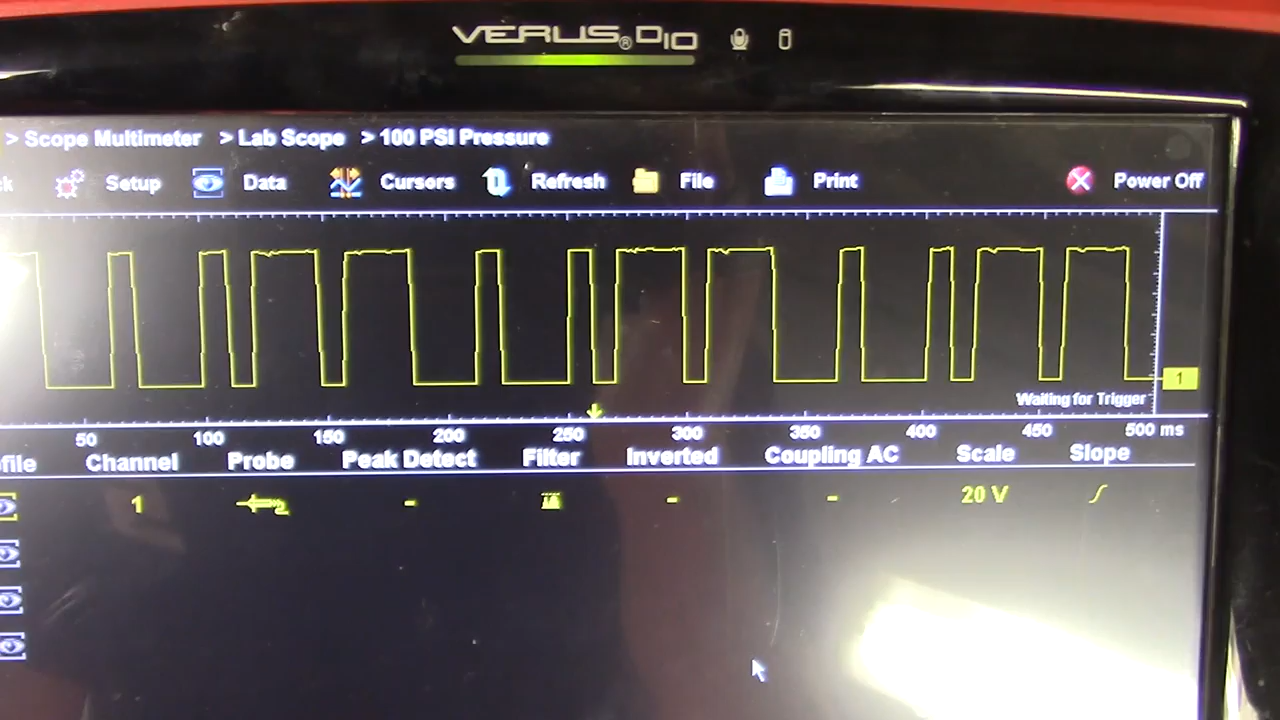 VERUS® D10
> Scope Multimeter > Lab Scope > 100 PSI Pressure
Setup Data Cursors Refresh File Print Power Off
Waiting for Trigger
1
50 100 150 200 250 300 350 400 450 500 ms
Channel Probe Peak Detect Filter Inverted Coupling AC Scale Slope
1 - - - 20 V